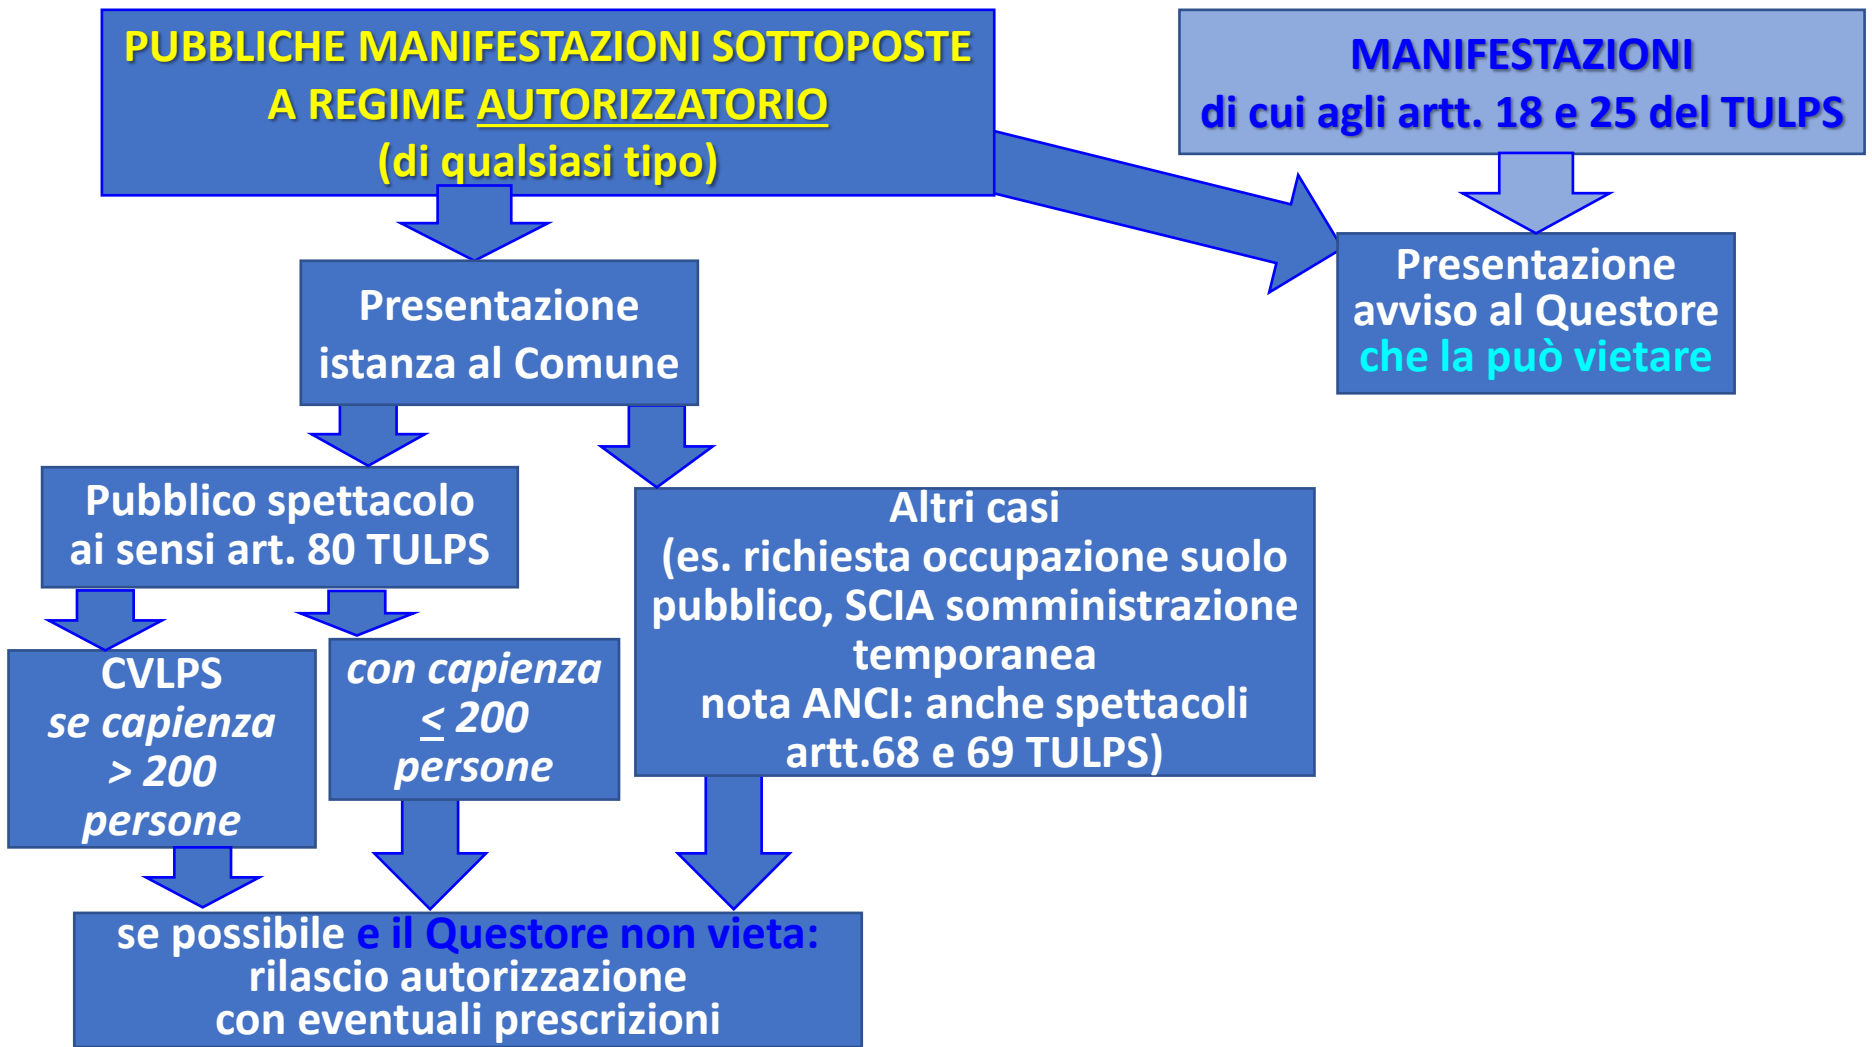 PUBBLICHE MANIFESTAZIONI SOTTOPOSTE
A REGIME AUTORIZZATORIO
(di qualsiasi tipo)
MANIFESTAZIONI
di cui agli artt. 18 e 25 del TULPS
Presentazione
istanza al Comune
Presentazione
avviso al Questore
che la può vietare
Pubblico spettacolo
ai sensi art. 80 TULPS
Altri casi
(es. richiesta occupazione suolo
pubblico, SCIA somministrazione
temporanea
nota ANCI: anche spettacoli
artt.68 e 69 TULPS)
CVLPS
se capienza
> 200
persone
con capienza
≤ 200
persone
se possibile e il Questore non vieta:
rilascio autorizzazione
con eventuali prescrizioni